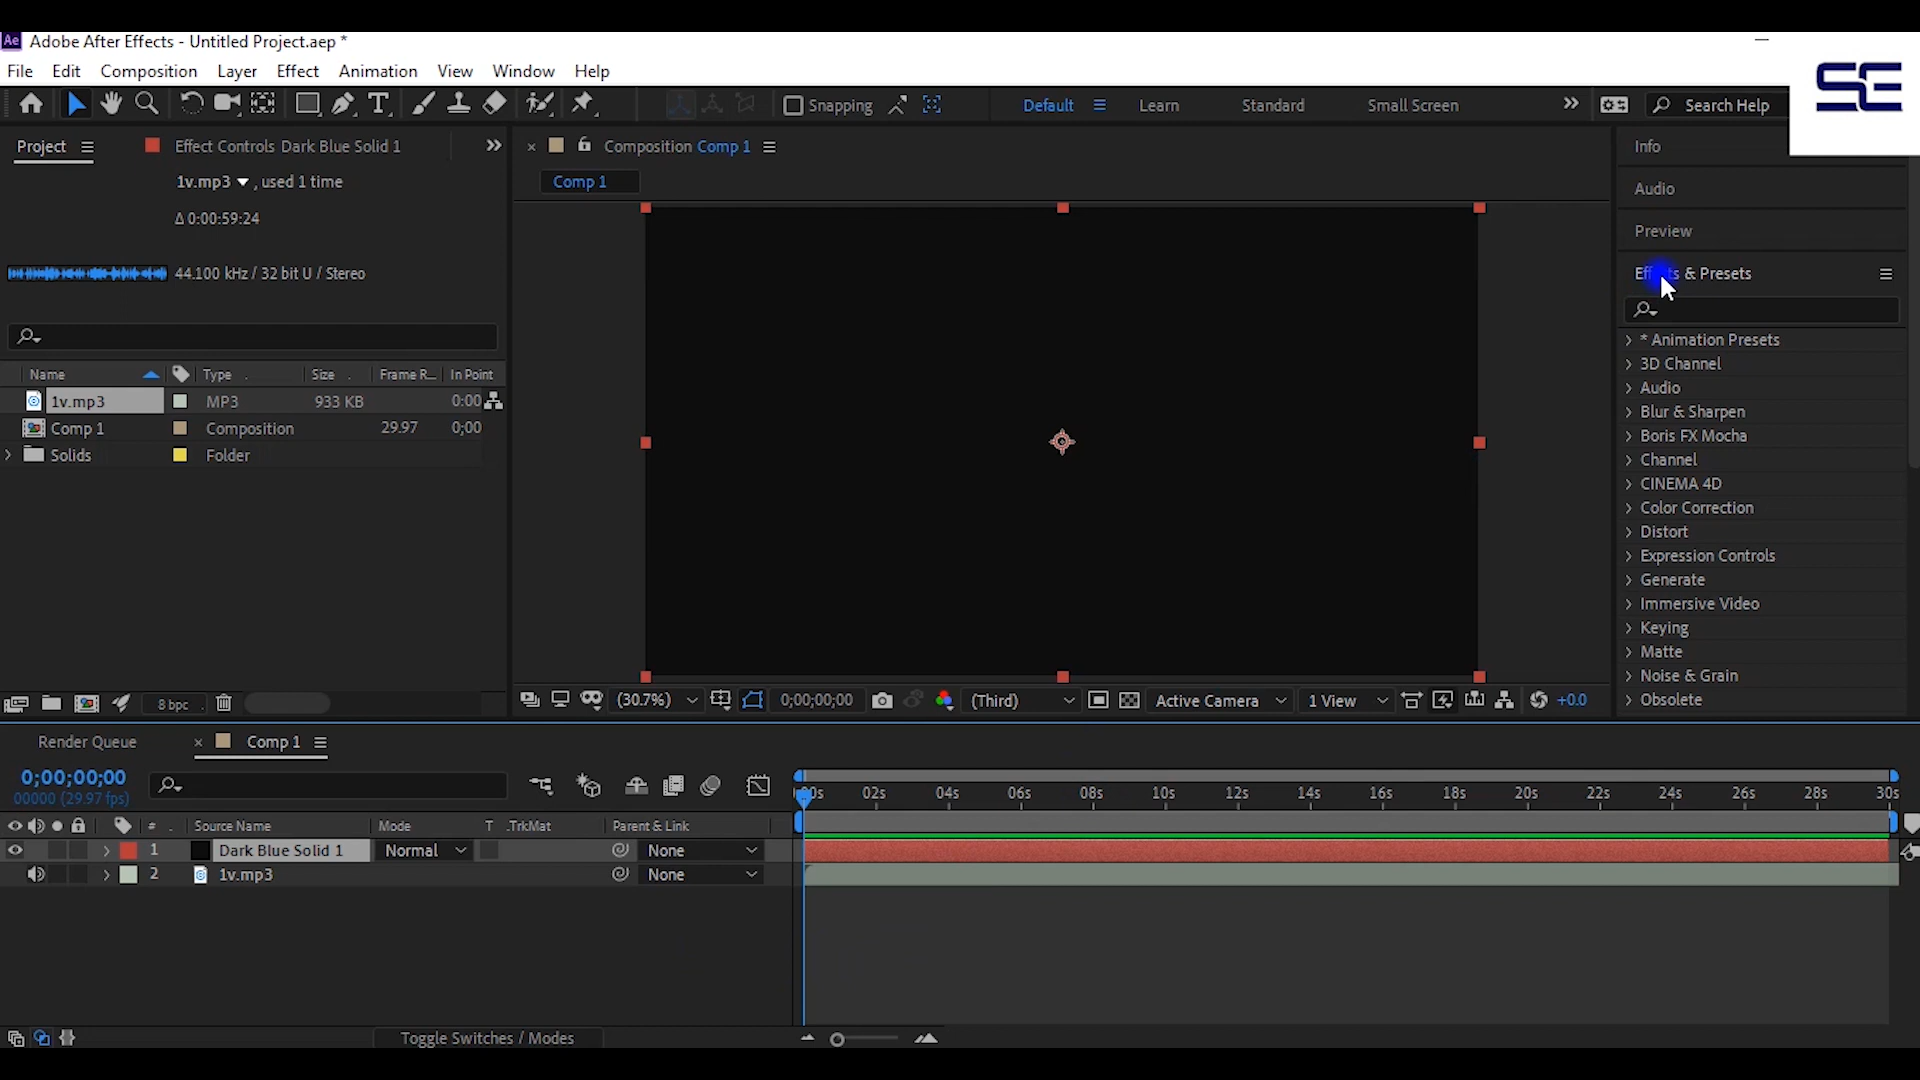 Ae Adobe After Effects - Untitled Project.aep *
File Edit Composition Layer Effect Animation View Window Help
SE
T Snapping Default Learn Standard Small Screen Search Help
Project Effect Controls Dark Blue Solid 1
Composition Comp 1
Info
1v.mp3 , used 1 time
Comp 1
Audio
Δ 0:00:59:24
Preview
44.100 kHz / 32 bit U / Stereo
Effects & Presets
Name Type Size Frame R... In Point
1v.mp3 MP3 933 KB 0:00
Comp 1 Composition 29.97 0;00
Solids Folder
* Animation Presets
3D Channel
Audio
Blur & Sharpen
Boris FX Mocha
Channel
CINEMA 4D
Color Correction
Distort
Expression Controls
Generate
Immersive Video
Keying
Matte
Noise & Grain
Obsolete
8 bpc
(30.7%) 0;00;00;00 (Third) Active Camera 1 View +0.0
Render Queue Comp 1
0;00;00;00
00000 (29.97 fps)
00s 02s 04s 06s 08s 10s 12s 14s 16s 18s 20s 22s 24s 26s 28s 30s
# Source Name Mode T .TrkMat Parent & Link
1 Dark Blue Solid 1 Normal None
2 1v.mp3 None
Toggle Switches / Modes